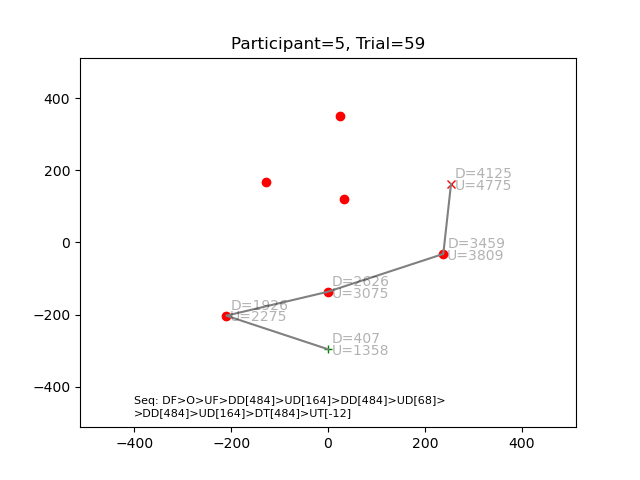 Participant=5, Trial=59
400
200
0
−200
−400
D=4125
U=4775
D=3459
U=3809
D=2626
U=3075
D=1926
U=2275
D=407
U=1358
Seq: DF>O>UF>DD[484]>UD[164]>DD[484]>UD[68]>
>DD[484]>UD[164]>DT[484]>UT[-12]
−400 −200 0 200 400